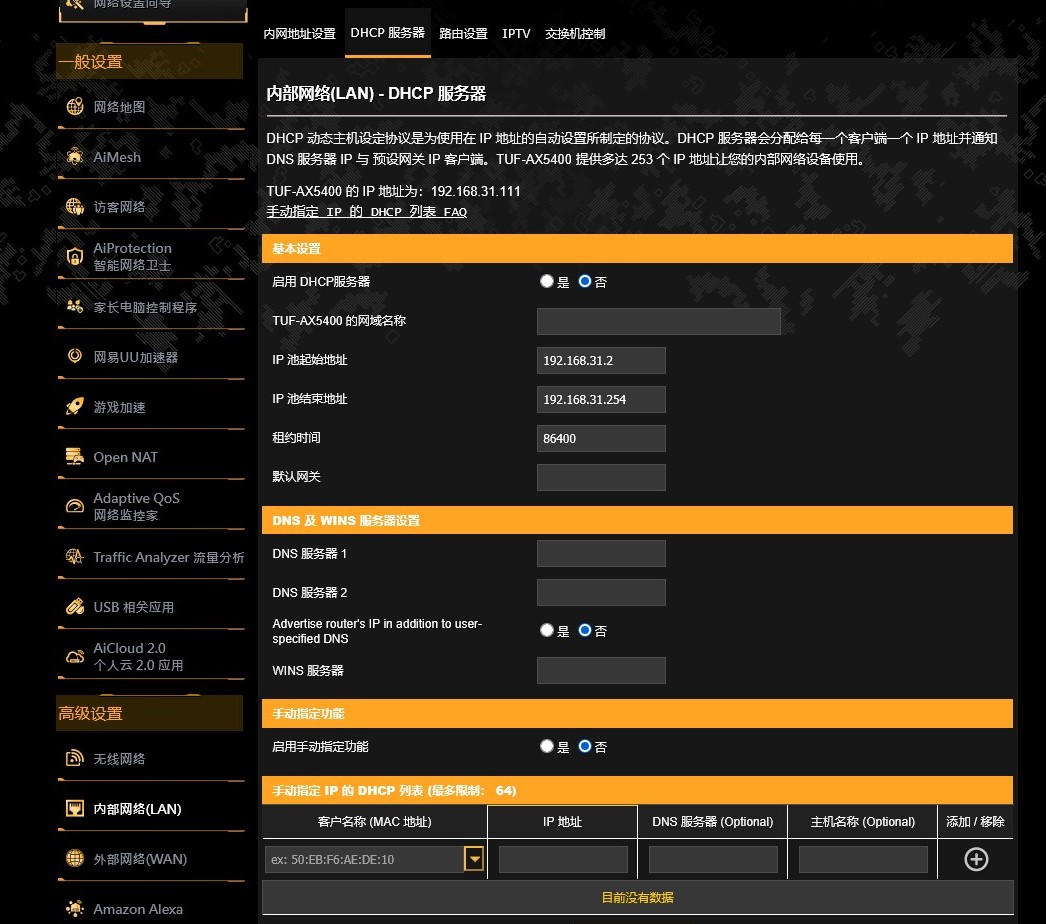 网络设置向导
一般设置
网络地图
AiMesh
访客网络
AiProtection
智能网络卫士
家长电脑控制程序
网易UU加速器
游戏加速
Open NAT
Adaptive QoS
网络监控家
Traffic Analyzer 流量分析
USB 相关应用
AiCloud 2.0
个人云 2.0 应用
高级设置
无线网络
内部网络(LAN)
外部网络(WAN)
Amazon Alexa
内网地址设置 DHCP 服务器 路由设置 IPTV 交换机控制
内部网络(LAN) - DHCP 服务器
DHCP 动态主机设定协议是为使用在 IP 地址的自动设置所制定的协议。DHCP 服务器会分配给每一个客户端一个 IP 地址并通知
DNS 服务器 IP 与 预设网关 IP 客户端。TUF-AX5400 提供多达 253 个 IP 地址让您的内部网络设备使用。
TUF-AX5400 的 IP 地址为：192.168.31.111
手动指定 IP 的 DHCP 列表 FAQ
基本设置
启用 DHCP服务器 是 否
TUF-AX5400 的网域名称
IP 池起始地址 192.168.31.2
IP 池结束地址 192.168.31.254
租约时间 86400
默认网关
DNS 及 WINS 服务器设置
DNS 服务器 1
DNS 服务器 2
Advertise router's IP in addition to user-
specified DNS 是 否
WINS 服务器
手动指定功能
启用手动指定功能 是 否
手动指定 IP 的 DHCP 列表 (最多限制： 64)
客户名称 (MAC 地址) IP 地址 DNS 服务器 (Optional) 主机名称 (Optional) 添加 / 移除
ex: 50:EB:F6:AE:DE:10
目前没有数据